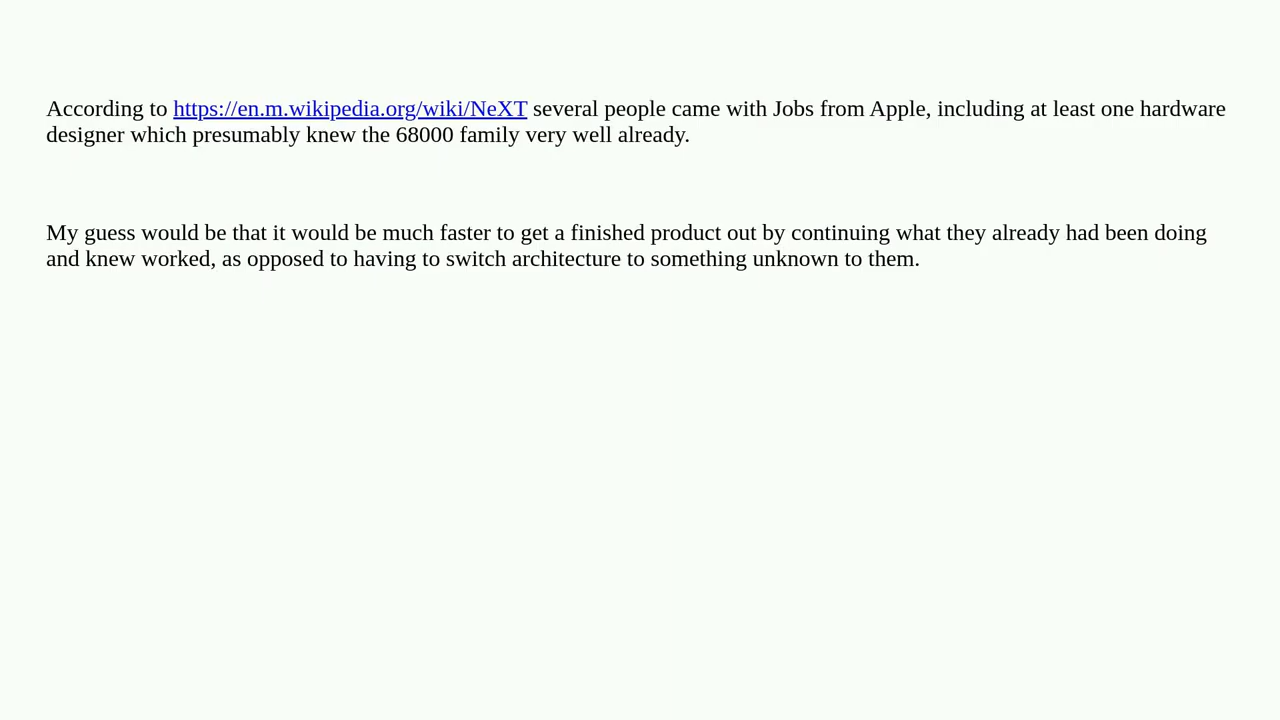 According to https://en.m.wikipedia.org/wiki/NeXT several people came with Jobs from Apple, including at least one hardware
designer which presumably knew the 68000 family very well already.
My guess would be that it would be much faster to get a finished product out by continuing what they already had been doing
and knew worked, as opposed to having to switch architecture to something unknown to them.